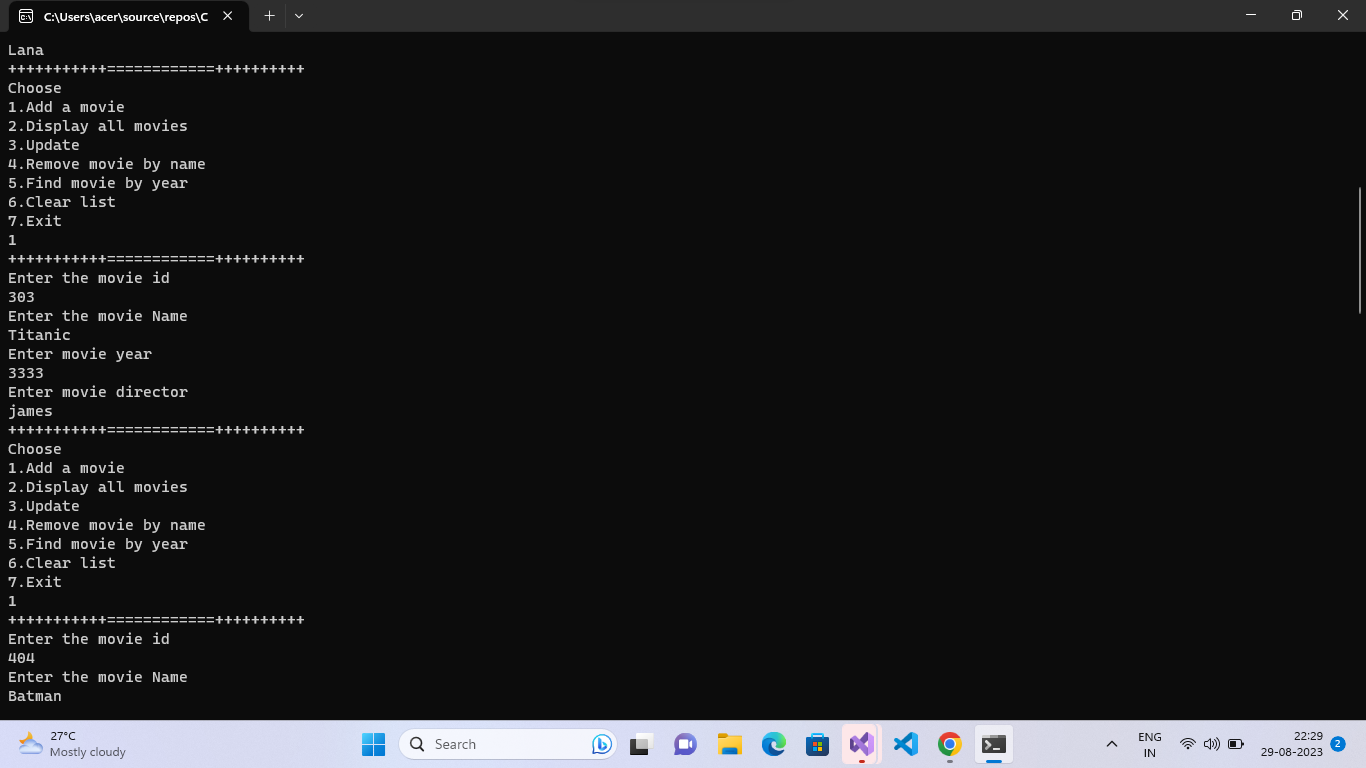 C:\Users\acer\source\repos\C
Lana
+++++++++++============++++++++++
Choose
1.Add a movie
2.Display all movies
3.Update
4.Remove movie by name
5.Find movie by year
6.Clear list
7.Exit
1
+++++++++++============++++++++++
Enter the movie id
303
Enter the movie Name
Titanic
Enter movie year
3333
Enter movie director
james
+++++++++++============++++++++++
Choose
1.Add a movie
2.Display all movies
3.Update
4.Remove movie by name
5.Find movie by year
6.Clear list
7.Exit
1
+++++++++++============++++++++++
Enter the movie id
404
Enter the movie Name
Batman
27°C
Mostly cloudy
Search
ENG
IN
22:29
29-08-2023
2